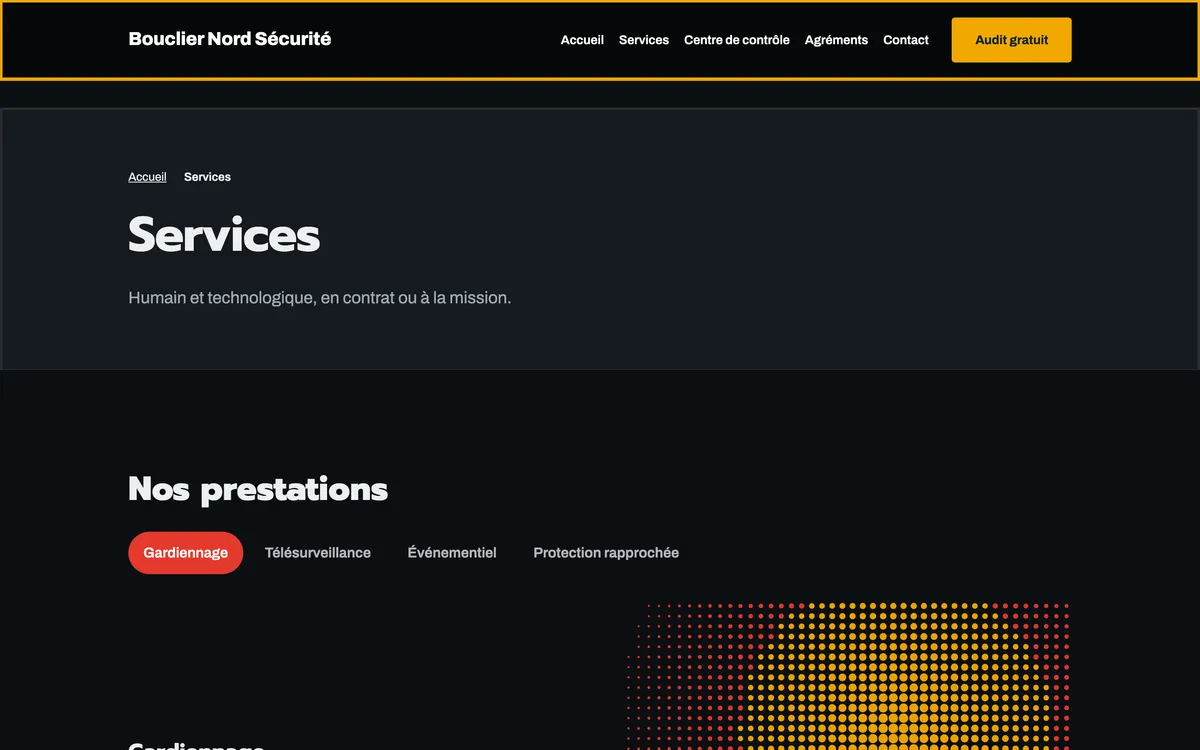 Bouclier Nord Sécurité
Accueil Services Centre de contrôle Agréments Contact Audit gratuit
Accueil Services
Services
Humain et technologique, en contrat ou à la mission.
Nos prestations
Gardiennage Télésurveillance Événementiel Protection rapprochée
Gardiennage